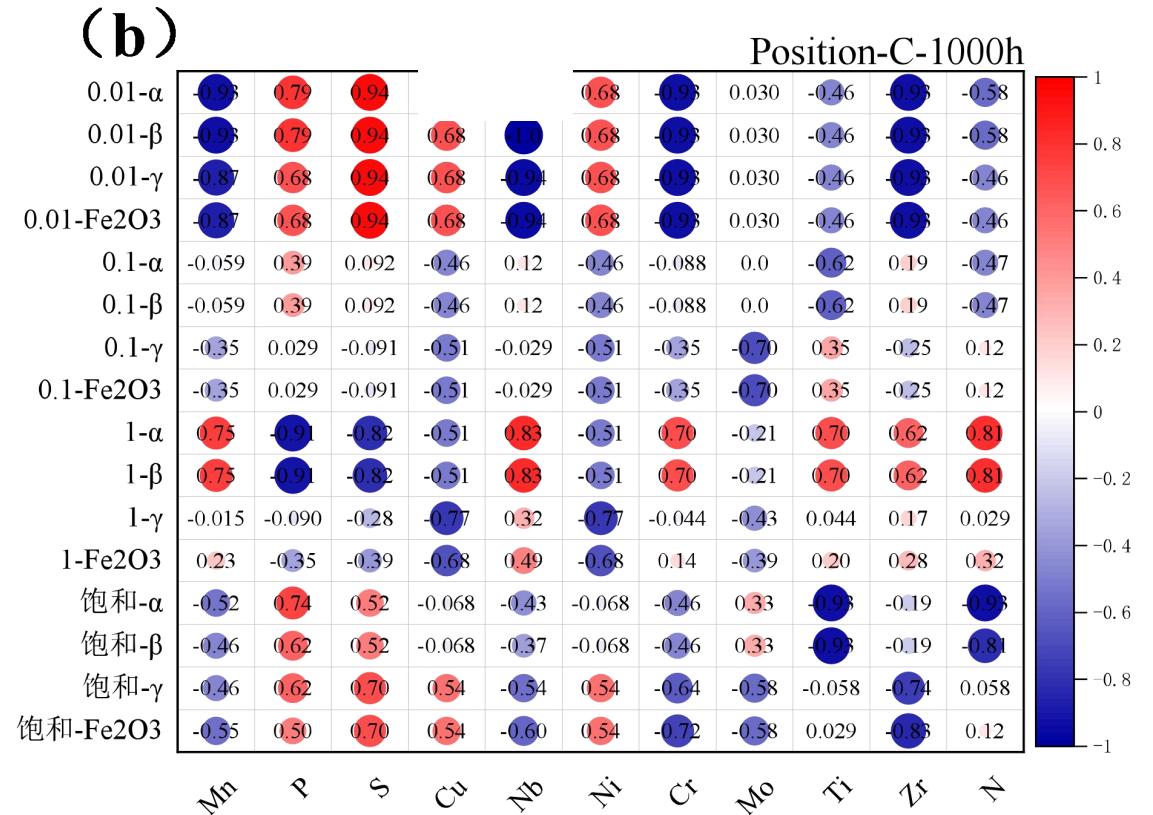 （b）
Position-C-1000h
0.01-α -0.93 0.79 0.94 0.68 -0.93 0.030 -0.46 -0.93 -0.58
0.01-β -0.93 0.79 0.94 0.68 -1.0 0.68 -0.93 0.030 -0.46 -0.93 -0.58
0.01-γ -0.87 0.68 0.94 0.68 -0.94 0.68 -0.93 0.030 -0.46 -0.93 -0.46
0.01-Fe2O3 -0.87 0.68 0.94 0.68 -0.94 0.68 -0.93 0.030 -0.46 -0.93 -0.46
0.1-α -0.059 0.39 0.092 -0.46 0.12 -0.46 -0.088 0.0 -0.62 0.19 -0.47
0.1-β -0.059 0.39 0.092 -0.46 0.12 -0.46 -0.088 0.0 -0.62 0.19 -0.47
0.1-γ -0.35 0.029 -0.091 -0.51 -0.029 -0.51 -0.35 -0.70 0.35 -0.25 0.12
0.1-Fe2O3 -0.35 0.029 -0.091 -0.51 -0.029 -0.51 -0.35 -0.70 0.35 -0.25 0.12
1-α 0.75 -0.91 -0.82 -0.51 0.83 -0.51 0.70 -0.21 0.70 0.62 0.81
1-β 0.75 -0.91 -0.82 -0.51 0.83 -0.51 0.70 -0.21 0.70 0.62 0.81
1-γ -0.015 -0.090 -0.28 -0.77 0.32 -0.77 -0.044 -0.43 0.044 0.17 0.029
1-Fe2O3 0.23 -0.35 -0.39 -0.68 0.49 -0.68 0.14 -0.39 0.20 0.28 0.32
饱和-α -0.52 0.74 0.52 -0.068 -0.43 -0.068 -0.46 0.33 -0.93 -0.19 -0.93
饱和-β -0.46 0.62 0.52 -0.068 -0.37 -0.068 -0.46 0.33 -0.93 -0.19 -0.81
饱和-γ -0.46 0.62 0.70 0.54 -0.54 0.54 -0.64 -0.58 -0.058 -0.74 0.058
饱和-Fe2O3 -0.55 0.50 0.70 0.54 -0.60 0.54 -0.72 -0.58 0.029 -0.83 0.12
Mn P S Cu Nb Ni Cr Mo Ti Zr N
1
0.8
0.6
0.4
0.2
0
-0.2
-0.4
-0.6
-0.8
-1